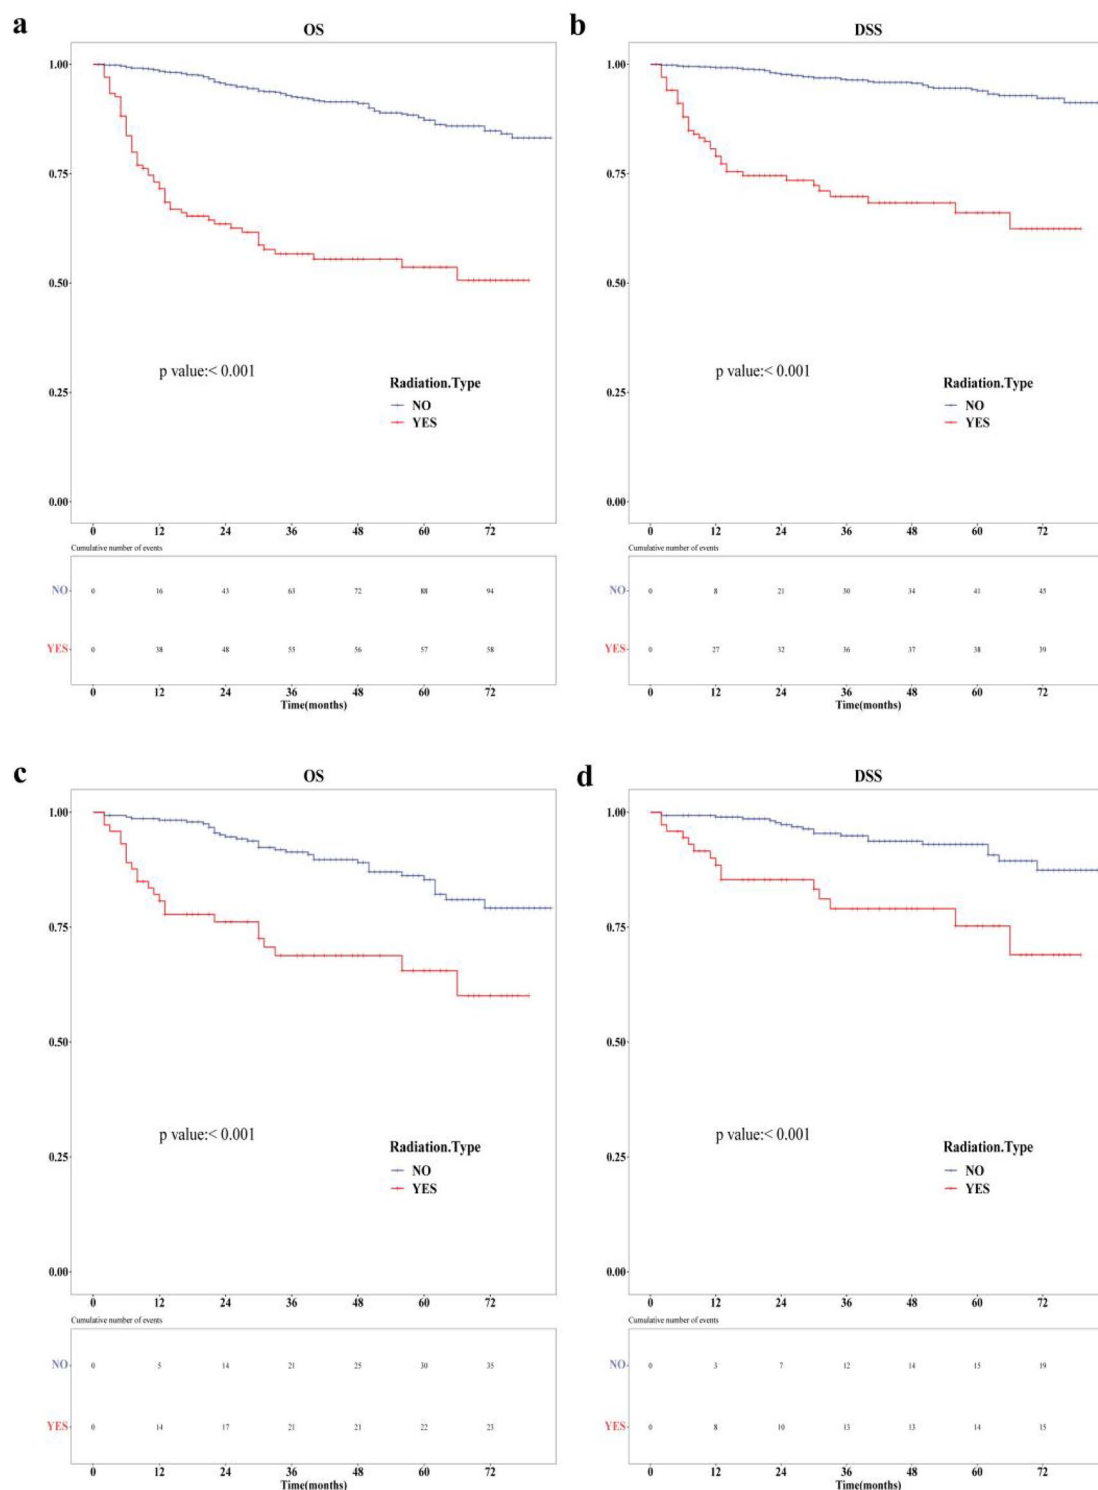 a
OS
1.00
0.75
0.50
0.25
0.00
p value:< 0.001
Radiation.Type
NO
YES
0 12 24 36 48 60 72
Cumulative number of events
NO 0 16 43 63 72 88 94
YES 0 38 48 55 56 57 58
0 12 24 36 48 60 72
Time(months)
b
DSS
1.00
0.75
0.50
0.25
0.00
p value:< 0.001
Radiation.Type
NO
YES
0 12 24 36 48 60 72
Cumulative number of events
NO 0 8 21 30 34 41 45
YES 0 27 32 36 37 38 39
0 12 24 36 48 60 72
Time(months)
c
OS
1.00
0.75
0.50
0.25
0.00
p value:< 0.001
Radiation.Type
NO
YES
0 12 24 36 48 60 72
Cumulative number of events
NO 0 5 14 21 25 30 35
YES 0 14 17 21 21 22 23
0 12 24 36 48 60 72
Time(months)
d
DSS
1.00
0.75
0.50
0.25
0.00
p value:< 0.001
Radiation.Type
NO
YES
0 12 24 36 48 60 72
Cumulative number of events
NO 0 3 7 12 14 15 19
YES 0 8 10 13 13 14 15
0 12 24 36 48 60 72
Time(months)